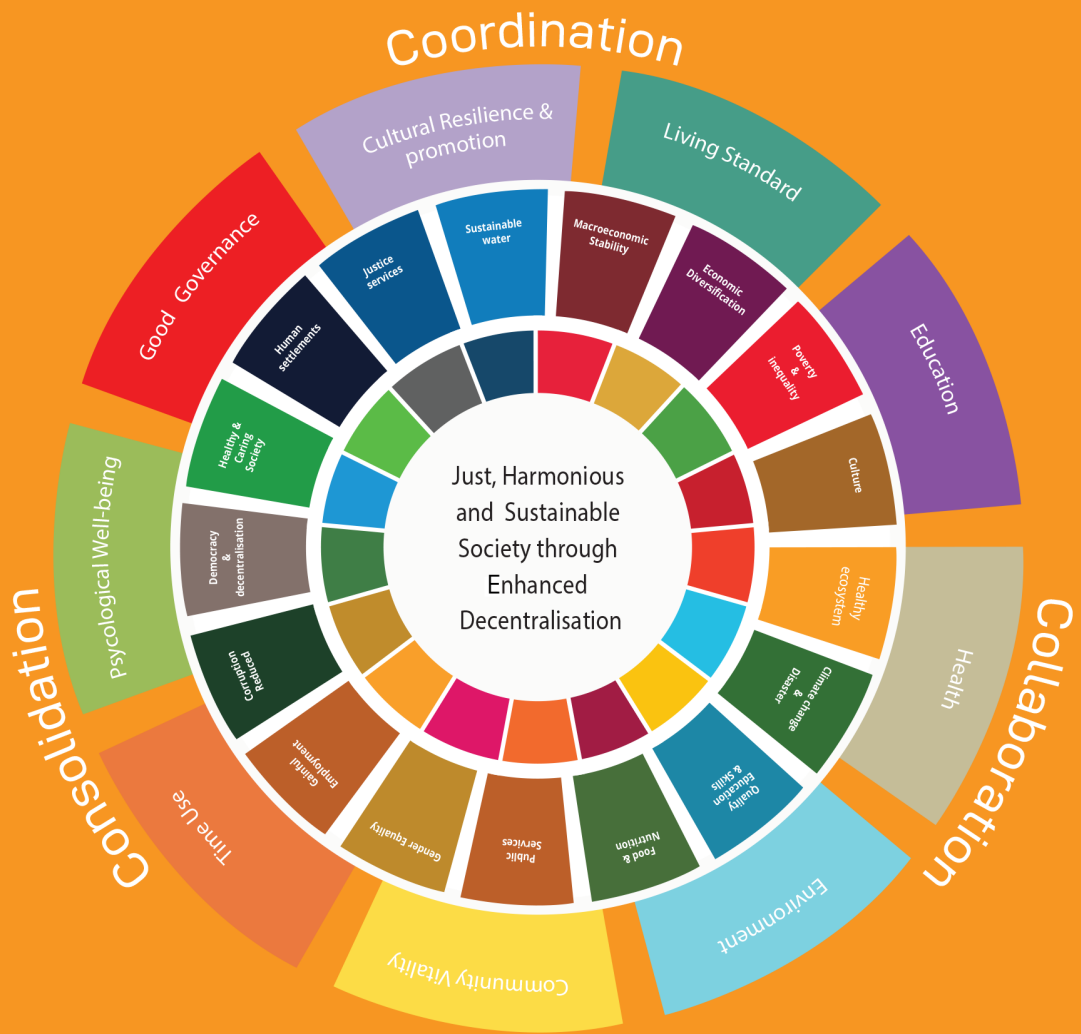 Coordination
Collaboration
Consolidation
Cultural Resilience &
promotion
Living Standard
Education
Health
Environment
Community Vitality
Time Use
Psycological Well-being
Good Governance
Sustainable
water
Macroeconomic
Stability
Economic
Diversification
Poverty
&
inequality
Culture
Healthy
ecosystem
Climate change
&
Disaster
Quality
Education
& Skills
Food &
Nutrition
Public
Services
Gender Equality
Gainful
Employment
Corruption
Reduced
Democracy
&
decentralisation
Healthy &
Caring
Society
Human
settlements
Justice
services
Just, Harmonious
and Sustainable
Society through
Enhanced
Decentralisation